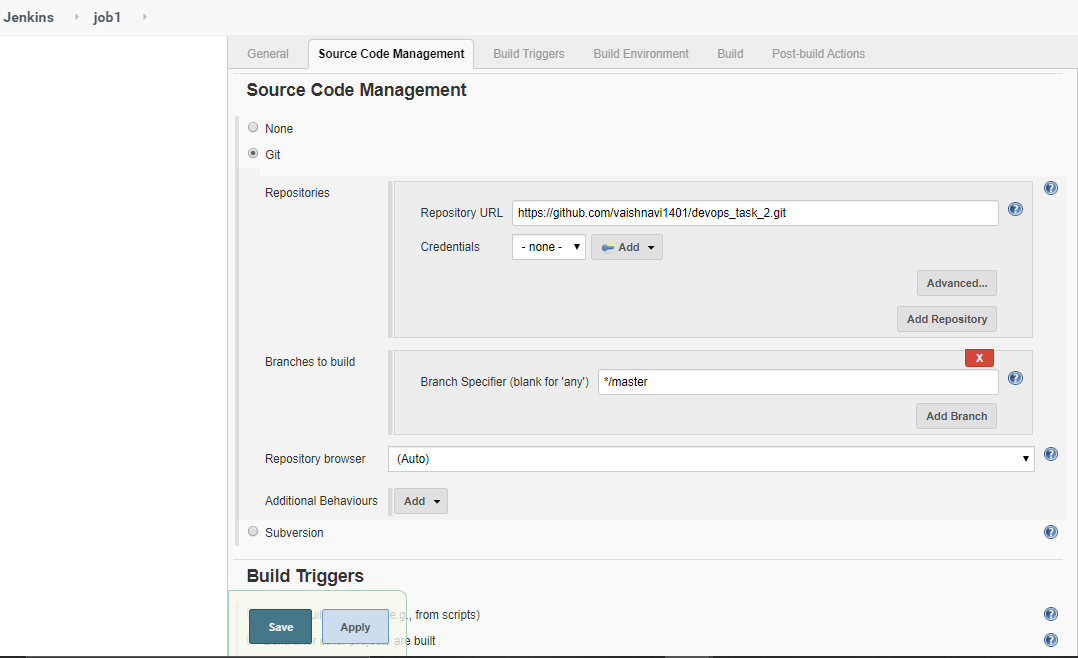 Jenkins job1
General Source Code Management Build Triggers Build Environment Build Post-build Actions
Source Code Management
None
Git
Repositories
Repository URL https://github.com/vaishnavi1401/devops_task_2.git
Credentials - none - Add
Advanced...
Add Repository
Branches to build
X
Branch Specifier (blank for 'any') */master
Add Branch
Repository browser (Auto)
Additional Behaviours Add
Subversion
Build Triggers
from scripts)
Save Apply
are built